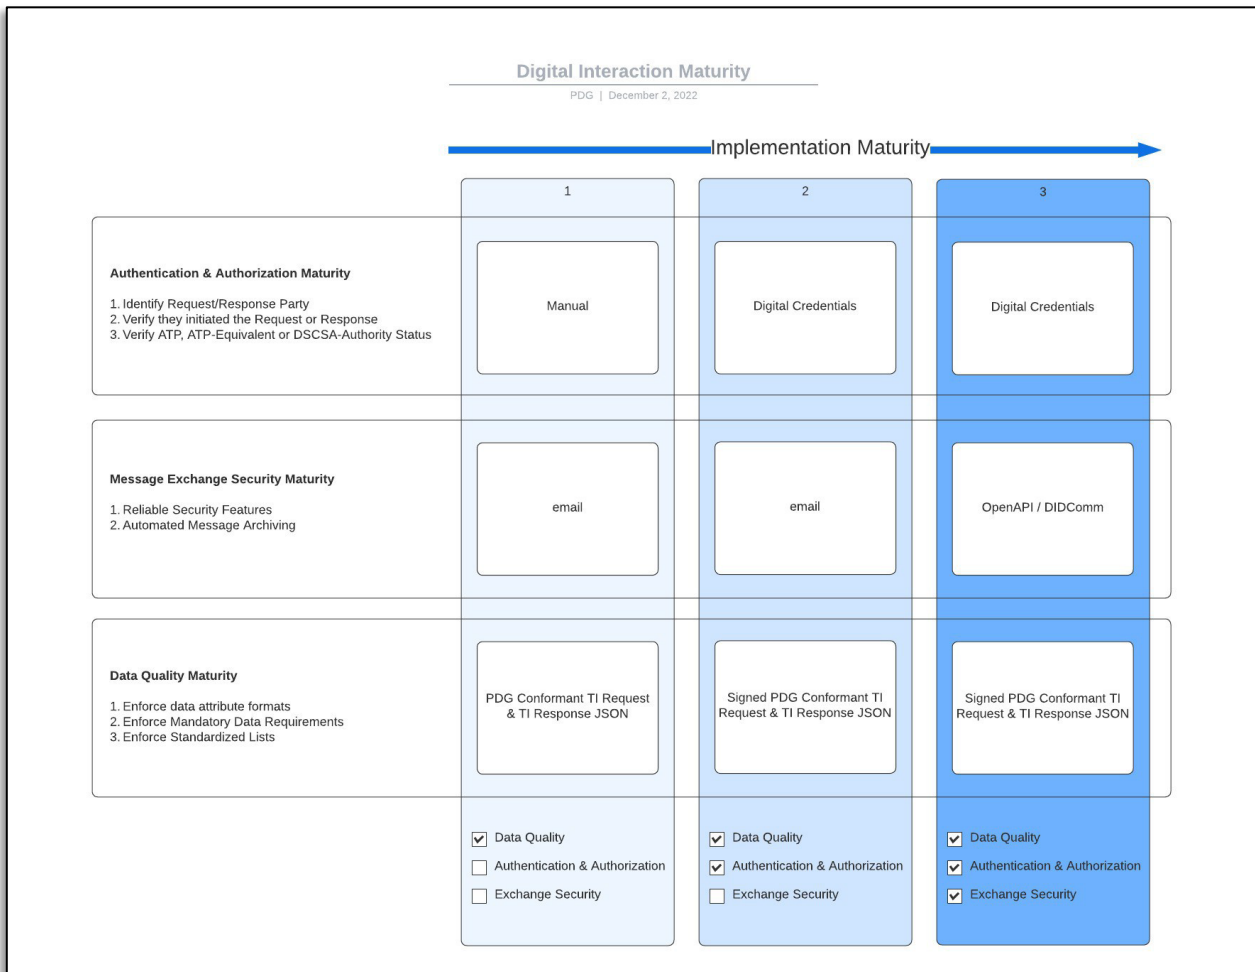 Digital Interaction Maturity
PDG | December 2, 2022
Implementation Maturity
1
2
3
Authentication & Authorization Maturity
1. Identify Request/Response Party
2. Verify they initiated the Request or Response
3. Verify ATP, ATP-Equivalent or DSCSA-Authority Status
Manual
Digital Credentials
Digital Credentials
Message Exchange Security Maturity
1. Reliable Security Features
2. Automated Message Archiving
email
email
OpenAPI / DIDComm
Data Quality Maturity
1. Enforce data attribute formats
2. Enforce Mandatory Data Requirements
3. Enforce Standardized Lists
PDG Conformant TI Request
& TI Response JSON
Signed PDG Conformant TI
Request & TI Response JSON
Signed PDG Conformant TI
Request & TI Response JSON
Data Quality
Authentication & Authorization
Exchange Security
Data Quality
Authentication & Authorization
Exchange Security
Data Quality
Authentication & Authorization
Exchange Security